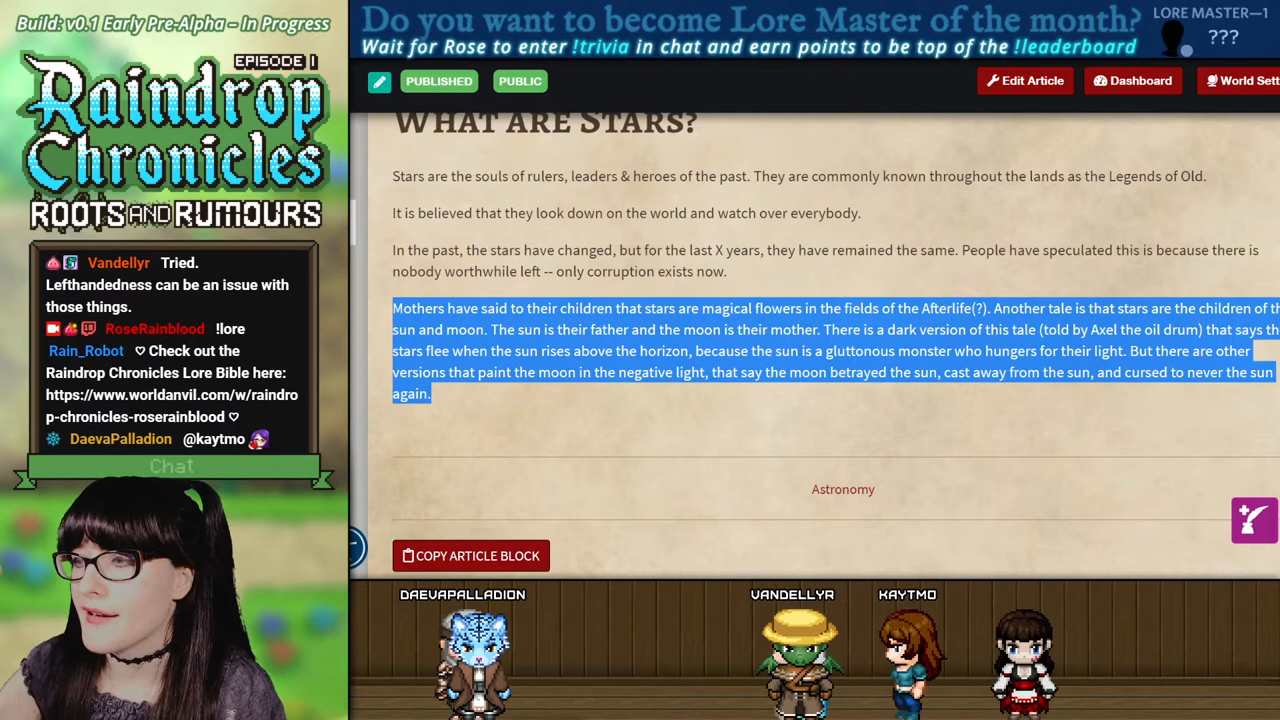 Build: v0.1 Early Pre-Alpha – In Progress
EPISODE I
Raindrop
Chronicles
ROOTS AND RUMOURS
Vandellyr Tried.
Lefthandedness can be an issue with
those things.
RoseRainblood !lore
Rain_Robot ♡ Check out the
Raindrop Chronicles Lore Bible here:
https://www.worldanvil.com/w/raindro
p-chronicles-roserainblood ♡
DaevaPalladion @kaytmo
Chat
Do you want to become Lore Master of the month?
Wait for Rose to enter !trivia in chat and earn points to be top of the !leaderboard
LORE MASTER—1
???
PUBLISHED
PUBLIC
Edit Article
Dashboard
World Sett
WHAT ARE STARS?
Stars are the souls of rulers, leaders & heroes of the past. They are commonly known throughout the lands as the Legends of Old.
It is believed that they look down on the world and watch over everybody.
In the past, the stars have changed, but for the last X years, they have remained the same. People have speculated this is because there is
nobody worthwhile left -- only corruption exists now.
Mothers have said to their children that stars are magical flowers in the fields of the Afterlife(?). Another tale is that stars are the children of th
sun and moon. The sun is their father and the moon is their mother. There is a dark version of this tale (told by Axel the oil drum) that says th
stars flee when the sun rises above the horizon, because the sun is a gluttonous monster who hungers for their light. But there are other
versions that paint the moon in the negative light, that say the moon betrayed the sun, cast away from the sun, and cursed to never the sun
again.
Astronomy
COPY ARTICLE BLOCK
DAEVAPALLADION
VANDELLYR
KAYTMO